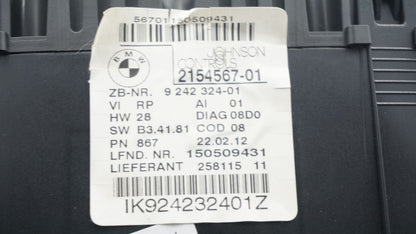 56701150509431
BMW
JOHNSON
CONTROLS
2154567-01
ZB-NR. 9 242 324-01
VI RP AI 01
HW 28 DIAG 08D0
SW B3.41.81 COD 08
PN 867 22.02.12
LFND. NR. 150509431
LIEFERANT 258115 11
IK924232401Z